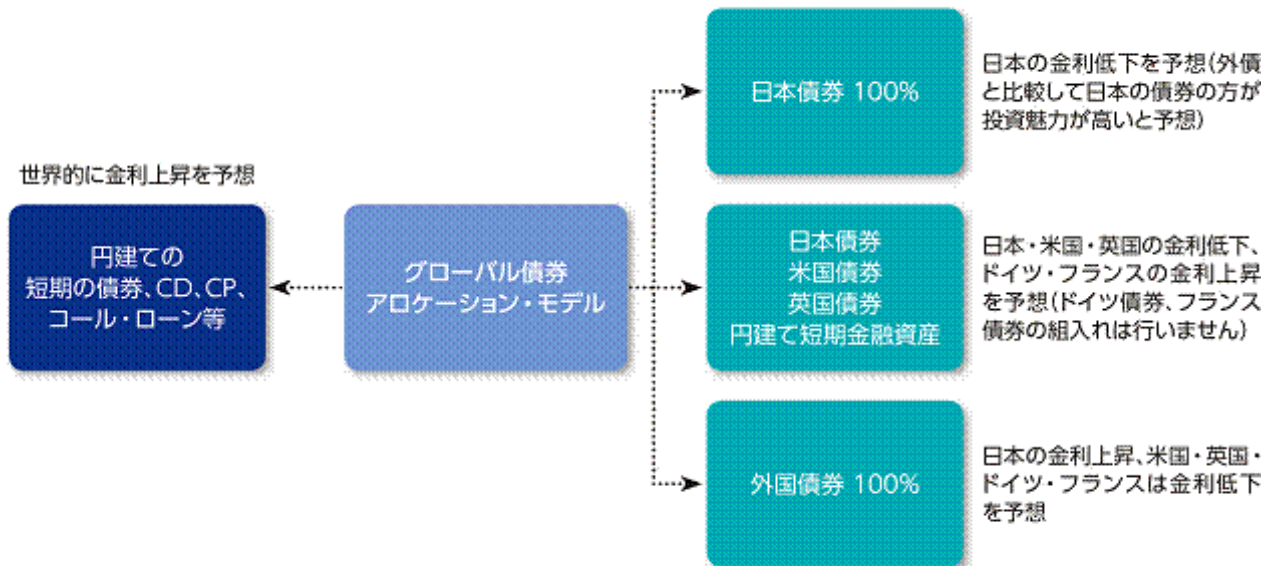 世界的に金利上昇を予想
円建ての
短期の債券、CD、CP、
コール・ローン等
グローバル債券
アロケーション・モデル
日本債券 100%
日本の金利低下を予想(外債
と比較して日本の債券の方が
投資魅力が高いと予想)
日本債券
米国債券
英国債券
円建て短期金融資産
日本・米国・英国の金利低下、
ドイツ・フランスの金利上昇
を予想(ドイツ債券、フランス
債券の組入れは行いません)
外国債券 100%
日本の金利上昇、米国・英国・
ドイツ・フランスは金利低下
を予想